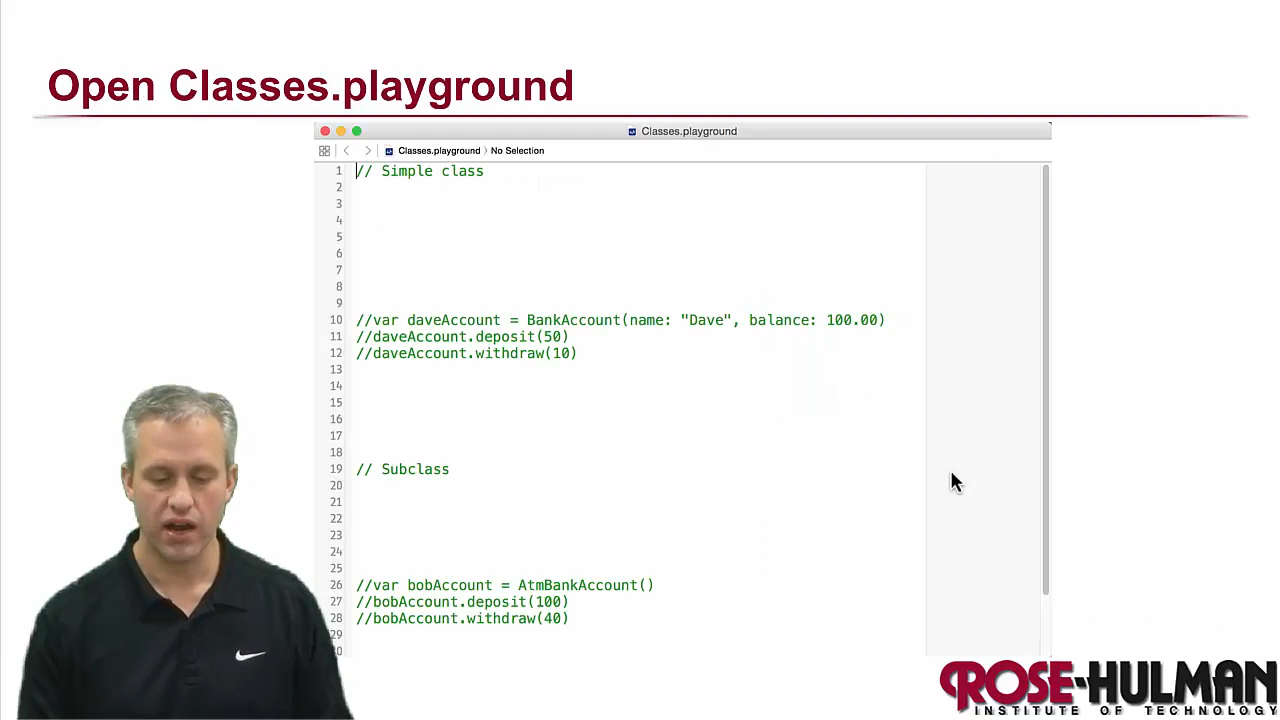 Open Classes.playground
Classes.playground
Classes.playground 〉 No Selection
1 // Simple class
2
3
4
5
6
7
8
9
10 //var daveAccount = BankAccount(name: "Dave", balance: 100.00)
11 //daveAccount.deposit(50)
12 //daveAccount.withdraw(10)
13
14
15
16
17
18
19 // Subclass
20
21
22
23
24
25
26 //var bobAccount = AtmBankAccount()
27 //bobAccount.deposit(100)
28 //bobAccount.withdraw(40)
29
ROSE-HULMAN
INSTITUTE OF TECHNOLOGY